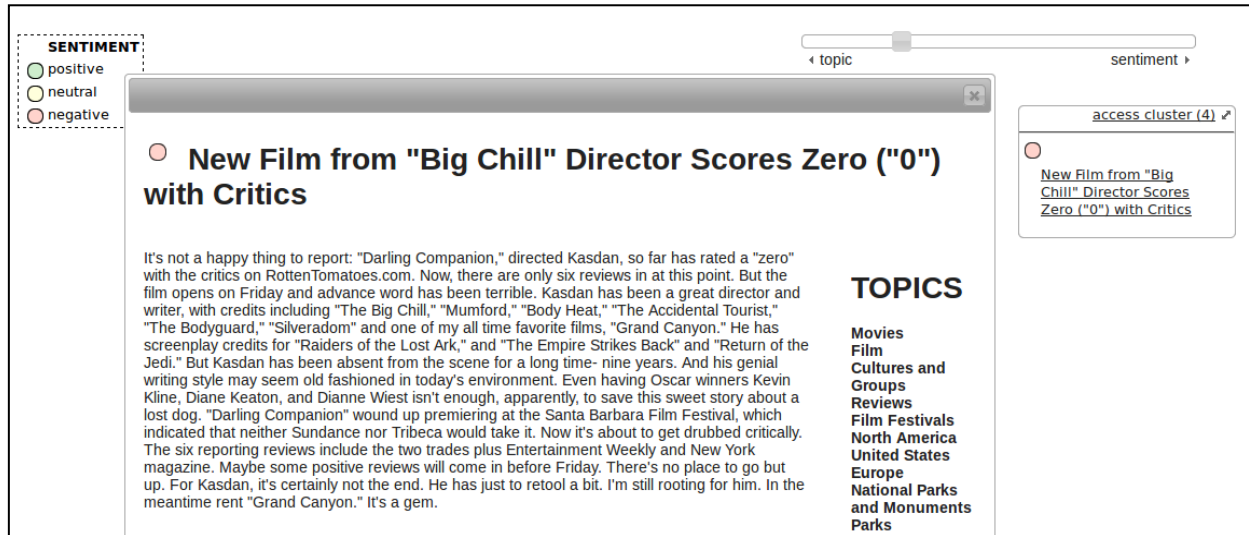 SENTIMENT
positive
neutral
negative
topic
sentiment
access cluster (4)
New Film from "Big
Chill" Director Scores
Zero ("0") with Critics
New Film from "Big Chill" Director Scores Zero ("0")
with Critics
It's not a happy thing to report: "Darling Companion," directed Kasdan, so far has rated a "zero"
with the critics on RottenTomatoes.com. Now, there are only six reviews in at this point. But the
film opens on Friday and advance word has been terrible. Kasdan has been a great director and
writer, with credits including "The Big Chill," "Mumford," "Body Heat," "The Accidental Tourist,"
"The Bodyguard," "Silveradom" and one of my all time favorite films, "Grand Canyon." He has
screenplay credits for "Raiders of the Lost Ark," and "The Empire Strikes Back" and "Return of the
Jedi." But Kasdan has been absent from the scene for a long time- nine years. And his genial
writing style may seem old fashioned in today's environment. Even having Oscar winners Kevin
Kline, Diane Keaton, and Dianne Wiest isn't enough, apparently, to save this sweet story about a
lost dog. "Darling Companion" wound up premiering at the Santa Barbara Film Festival, which
indicated that neither Sundance nor Tribeca would take it. Now it's about to get drubbed critically.
The six reporting reviews include the two trades plus Entertainment Weekly and New York
magazine. Maybe some positive reviews will come in before Friday. There's no place to go but
up. For Kasdan, it's certainly not the end. He has just to retool a bit. I'm still rooting for him. In the
meantime rent "Grand Canyon." It's a gem.
TOPICS
Movies
Film
Cultures and
Groups
Reviews
Film Festivals
North America
United States
Europe
National Parks
and Monuments
Parks